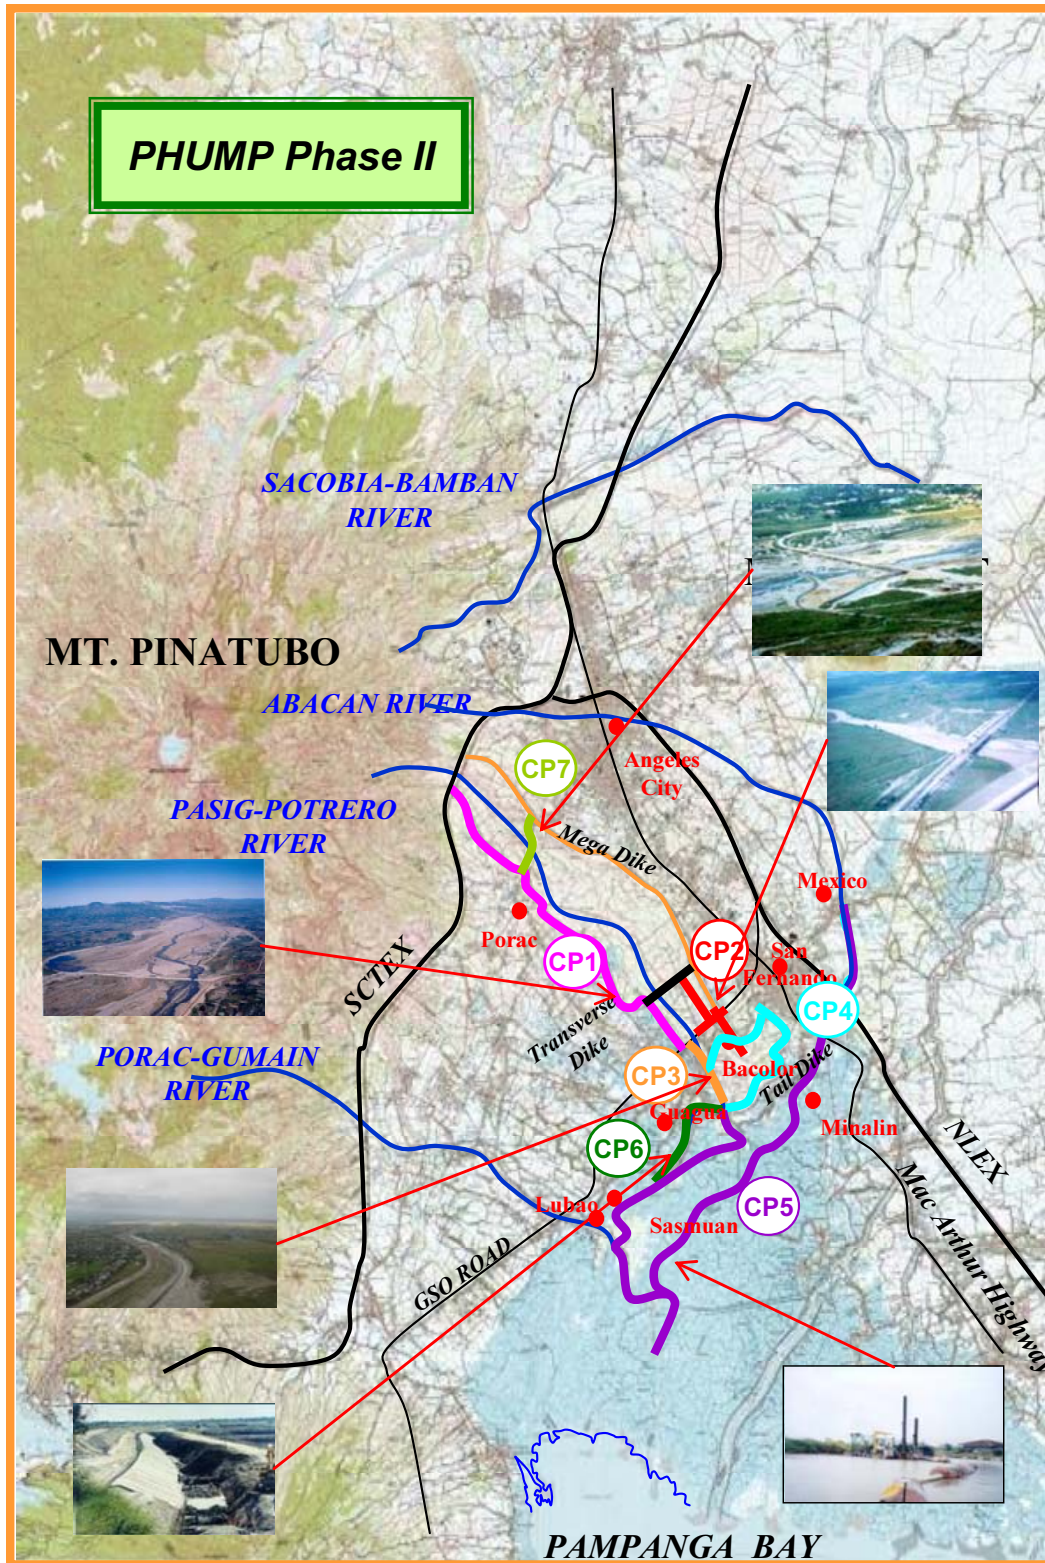 PHUMP Phase II
SACOBIA-BAMBAN
RIVER
MT. PINATUBO
ABACAN RIVER
CP7
Angeles
City
PASIG-POTRERO
RIVER
Mega Dike
Mexico
Porac
CP1
CP2
San
Fernando
SCTEX
CP4
Transverse
Dike
PORAC-GUMAIN
RIVER
CP3
Bacolor
Tail Dike
Guagua
Minalin
CP6
NLEX
Lubao
Sasmuan
CP5
Mac Arthur Highway
GSO ROAD
PAMPANGA BAY